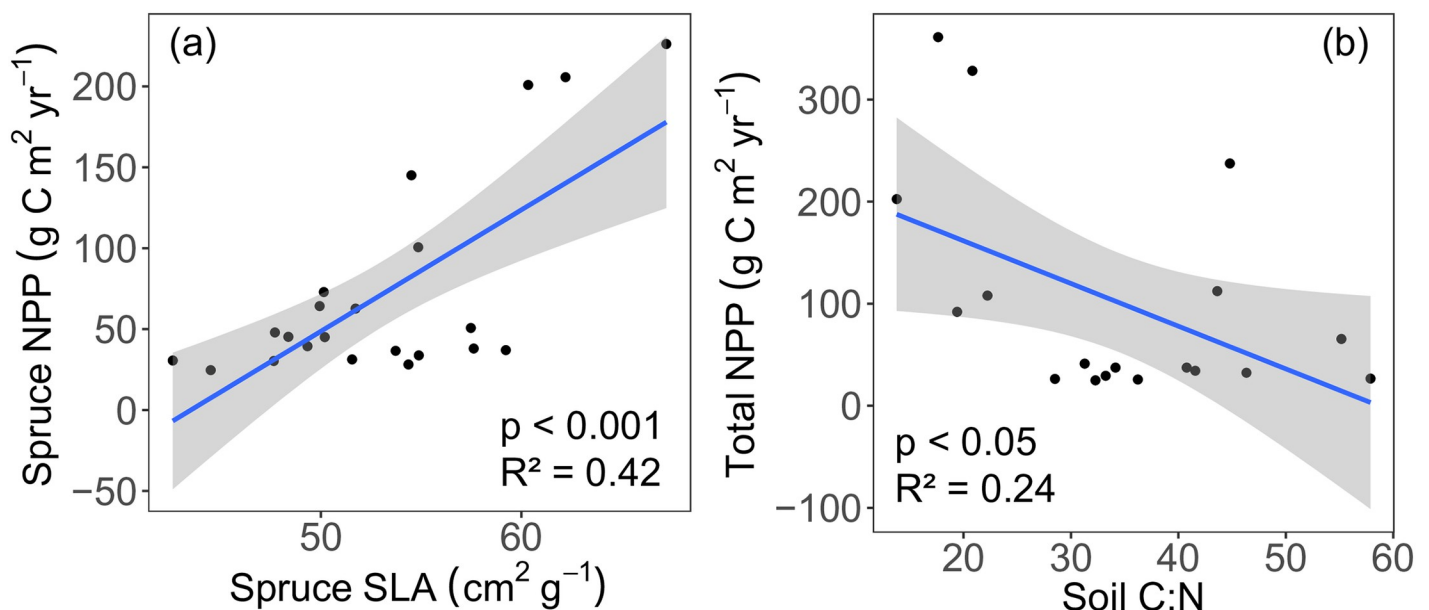 (a)
Spruce NPP (g C m² yr⁻¹)
200
150
100
50
0
−50
p < 0.001
R² = 0.42
50
60
Spruce SLA (cm² g⁻¹)
(b)
Total NPP (g C m² yr⁻¹)
300
200
100
0
−100
p < 0.05
R² = 0.24
20
30
40
50
60
Soil C:N